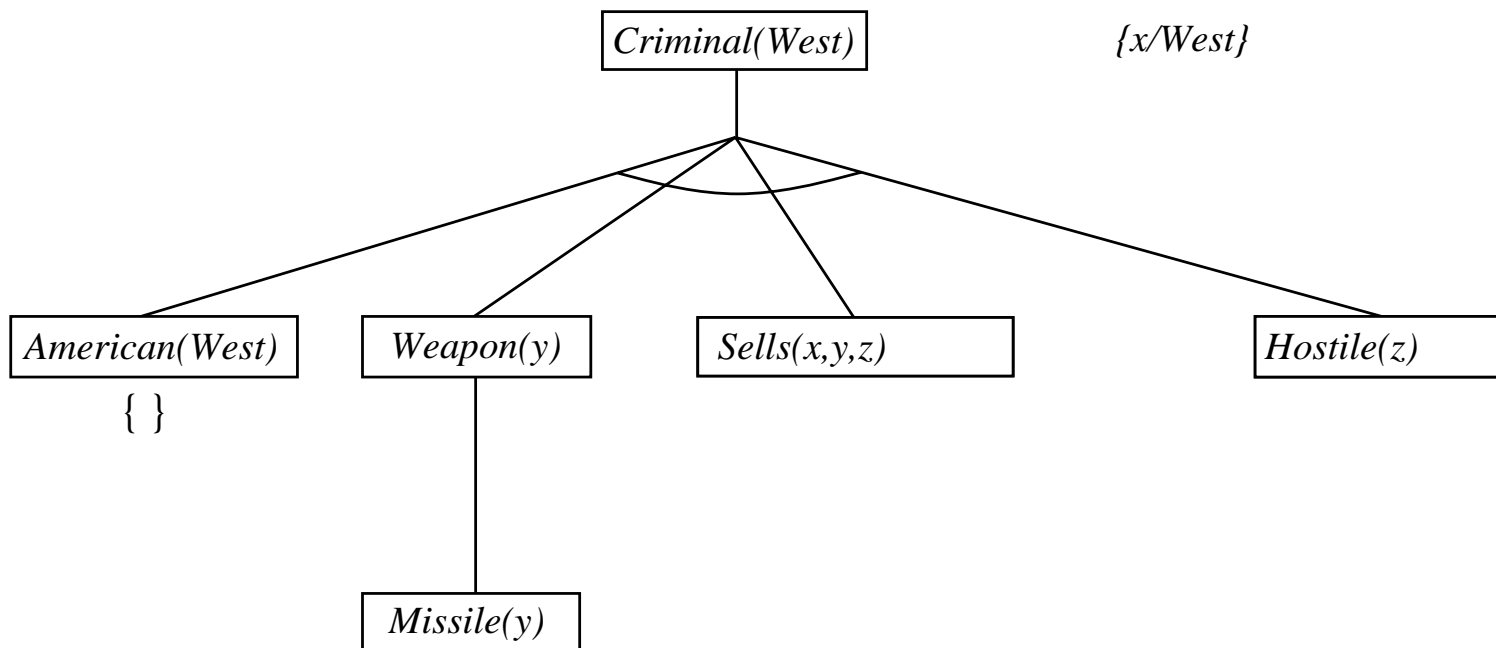 Criminal(West)
{x/West}
American(West)
Weapon(y)
Sells(x,y,z)
Hostile(z)
{ }
Missile(y)